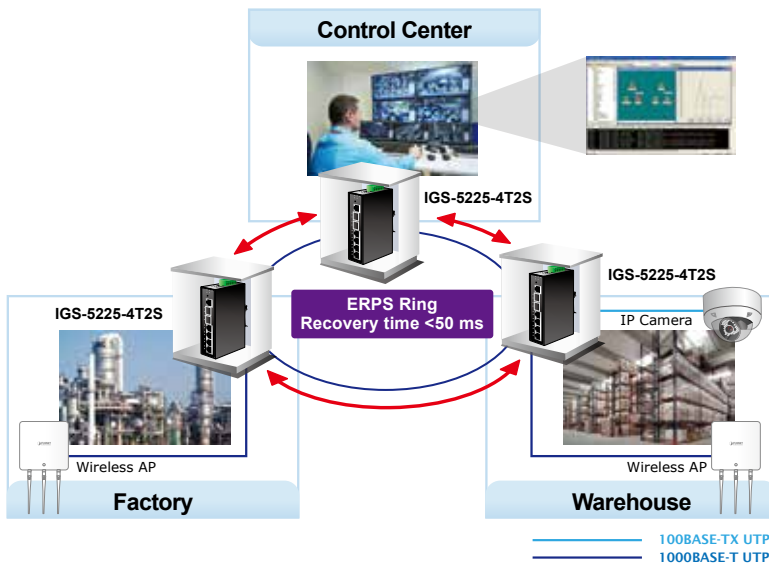 Control Center
IGS-5225-4T2S
IGS-5225-4T2S
IGS-5225-4T2S
ERPS Ring
Recovery time <50 ms
IP Camera
Wireless AP
Wireless AP
Factory
Warehouse
100BASE-TX UTP
1000BASE-T UTP